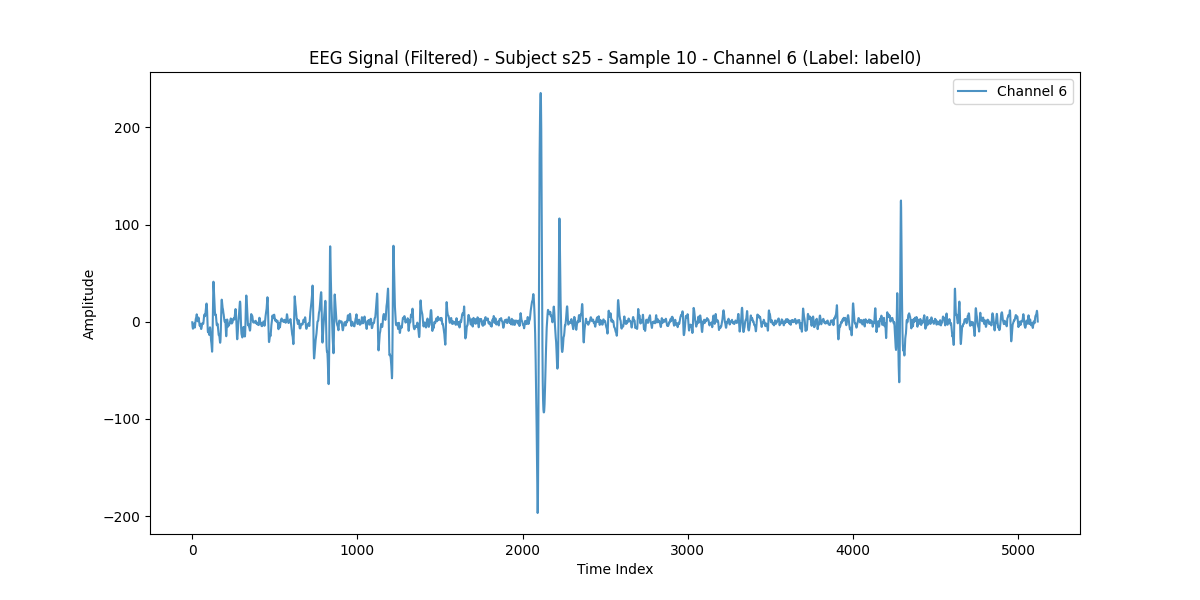 EEG Signal (Filtered) - Subject s25 - Sample 10 - Channel 6 (Label: label0)
Channel 6
200
100
0
−100
−200
Amplitude
0 1000 2000 3000 4000 5000
Time Index